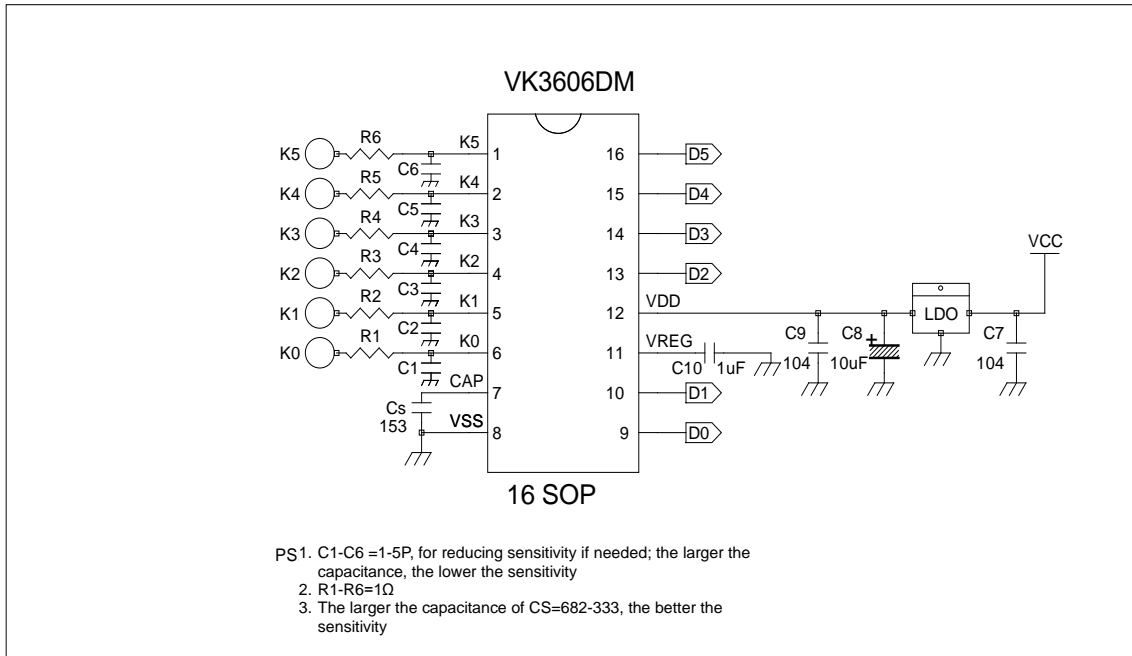 VK3606DM
K5 R6 K5 1 16 D5
C6
K4 R5 K4 2 15 D4
C5
K3 R4 K3 3 14 D3
C4
K2 R3 K2 4 13 D2
C3
K1 R2 K1 5 12 VDD LDO VCC
C2
K0 R1 K0 6 11 VREG C10 1uF
C1
C9 104 C8 + 10uF C7 104
CAP 7 10 D1
Cs
153
VSS 8 9 D0
16 SOP
PS 1. C1-C6 =1-5P, for reducing sensitivity if needed; the larger the
capacitance, the lower the sensitivity
2. R1-R6=1Ω
3. The larger the capacitance of CS=682-333, the better the
sensitivity